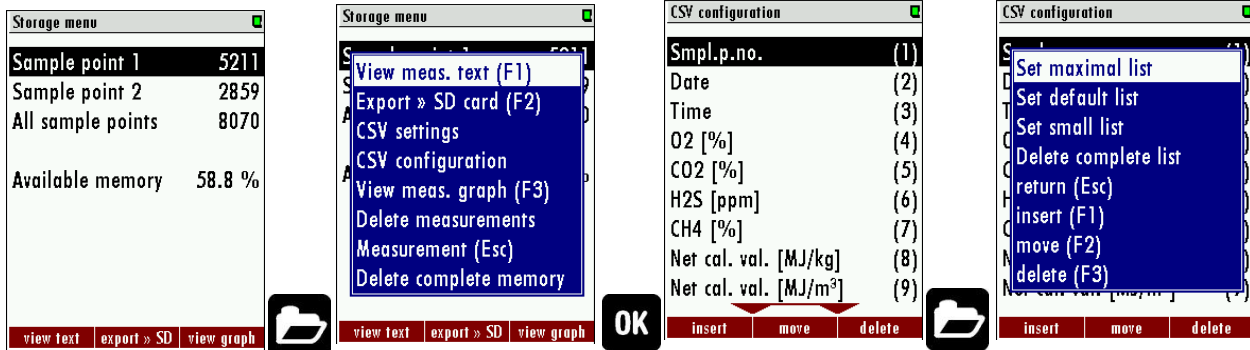 Storage menu
Sample point 1 5211
Sample point 2 2859
All sample points 8070
Available memory 58.8 %
view text export » SD view graph
Storage menu
View meas. text (F1)
Export » SD card (F2)
CSV settings
CSV configuration
View meas. graph (F3)
Delete measurements
Measurement (Esc)
Delete complete memory
view text export » SD view graph
OK
CSV configuration
Smpl.p.no. (1)
Date (2)
Time (3)
O2 [%] (4)
CO2 [%] (5)
H2S [ppm] (6)
CH4 [%] (7)
Net cal. val. [MJ/kg] (8)
Net cal. val. [MJ/m³] (9)
insert move delete
CSV configuration
Set maximal list
Set default list
Set small list
Delete complete list
return (Esc)
insert (F1)
move (F2)
delete (F3)
insert move delete